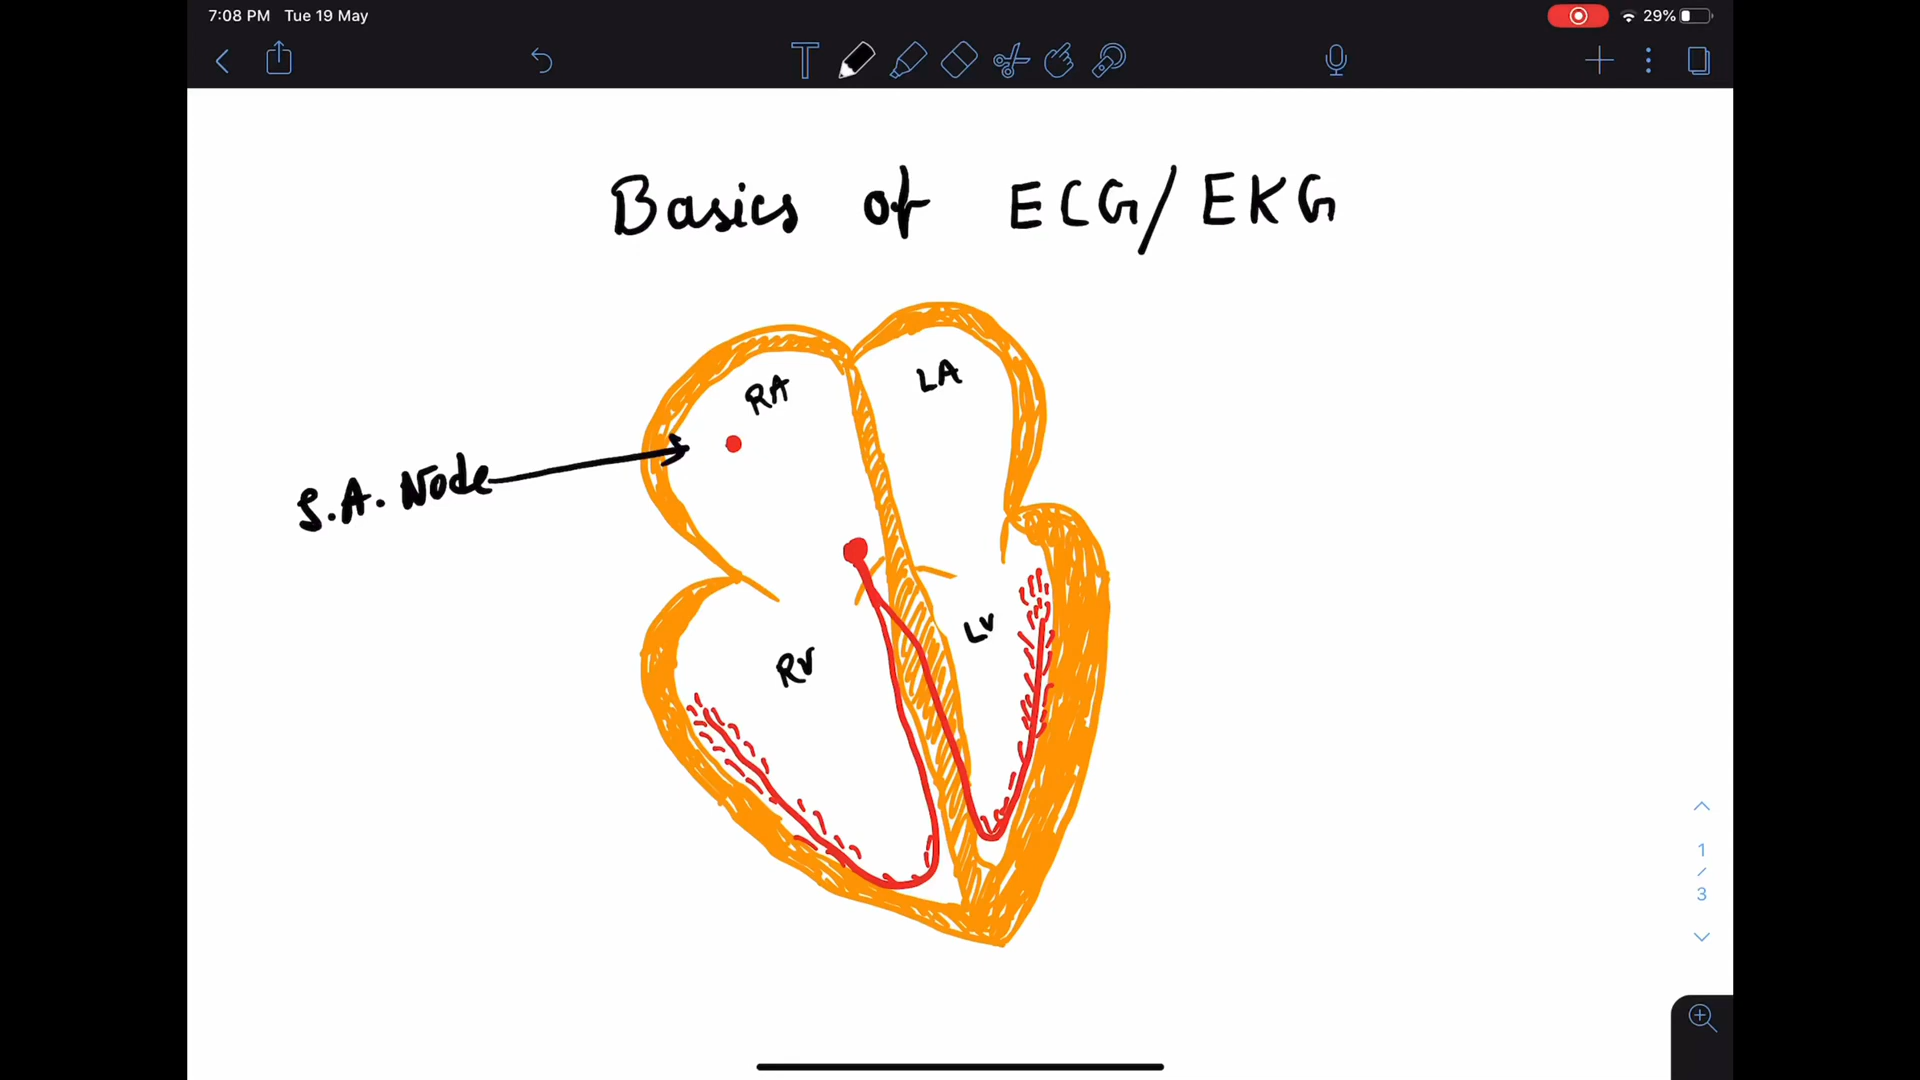 7:08 PM Tue 19 May
29%
T
Basics of ECG/EKG
RA
LA
S.A. Node
LV
RV
1
/
3